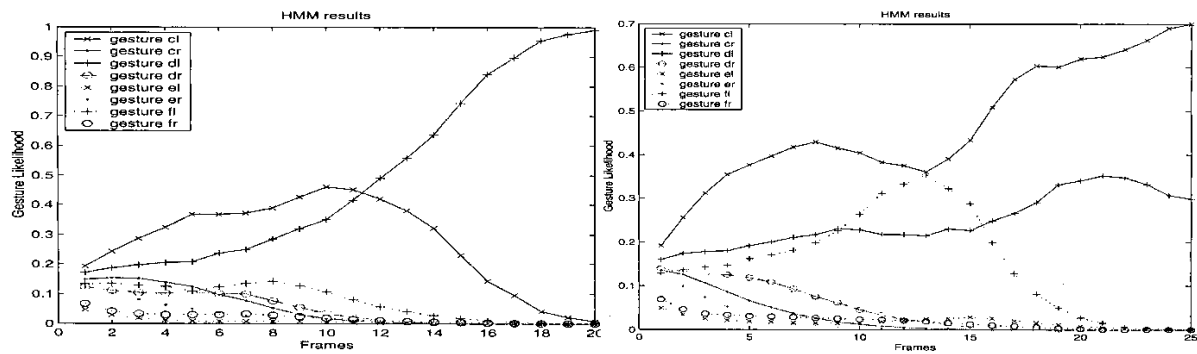 HMM results
Gesture Likelihood
1
0.9
0.8
0.7
0.6
0.5
0.4
0.3
0.2
0.1
0
gesture cl
gesture cr
gesture dl
gesture dr
gesture el
gesture er
gesture fl
gesture fr
0 2 4 6 8 10 12 14 16 18 20
Frames
HMM results
Gesture Likelihood
0.7
0.6
0.5
0.4
0.3
0.2
0.1
0
gesture cl
gesture cr
gesture dl
gesture dr
gesture el
gesture er
gesture fl
gesture fr
0 5 10 15 20 25
Frames